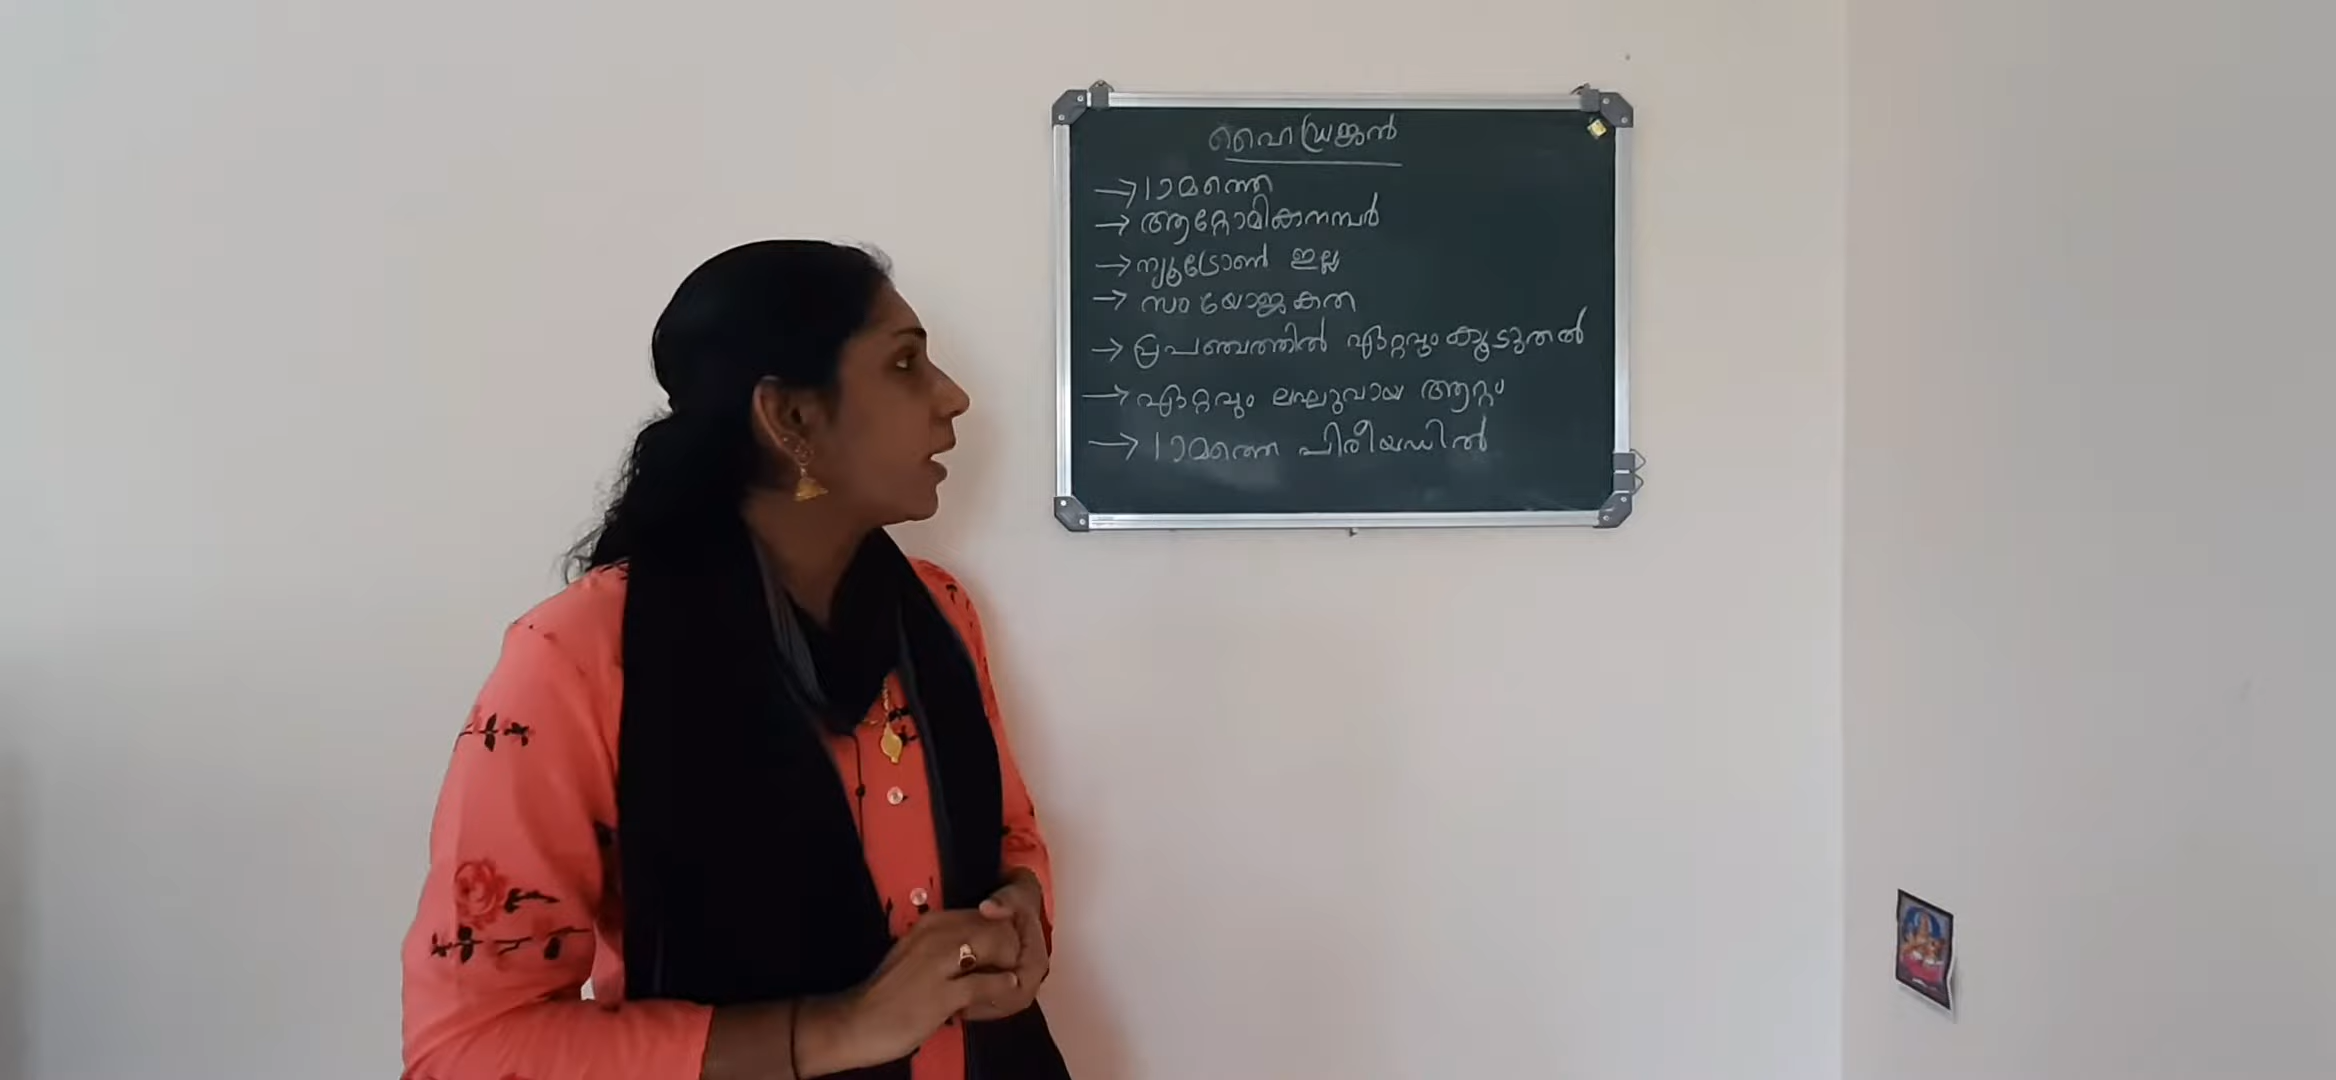 ഹൈഡ്രജൻ
→ 1ാമത്തെ
→ ആറ്റോമികനമ്പർ
→ ന്യൂട്രോൺ ഇല്ല
→ സംയോജകത
→ പ്രപഞ്ചത്തിൽ ഏറ്റവും കൂടുതൽ
→ ഏറ്റവും ലഘുവായ ആറ്റം
→ 1ാമത്തെ പിരീയഡിൽ